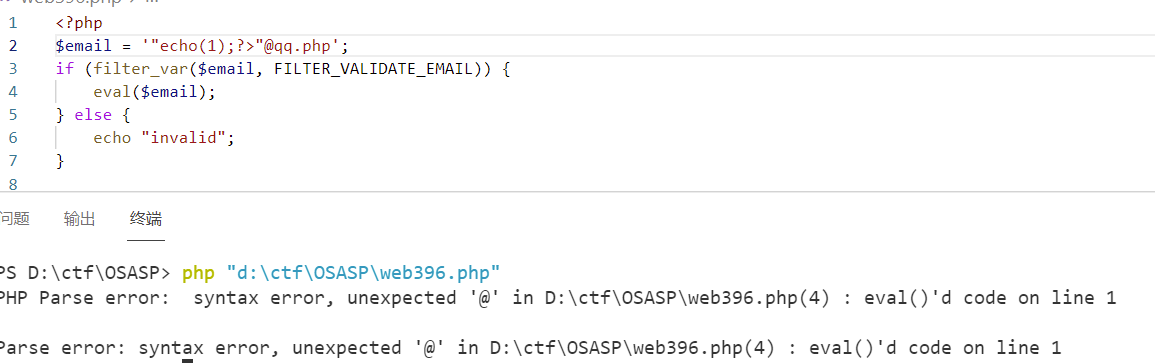 web396.php > ...
1 <?php
2 $email = '"echo(1);?>"@qq.php';
3 if (filter_var($email, FILTER_VALIDATE_EMAIL)) {
4     eval($email);
5 } else {
6     echo "invalid";
7 }
8
问题 输出 终端
PS D:\ctf\OSASP> php "d:\ctf\OSASP\web396.php"
PHP Parse error:  syntax error, unexpected '@' in D:\ctf\OSASP\web396.php(4) : eval()'d code on line 1
Parse error: syntax error, unexpected '@' in D:\ctf\OSASP\web396.php(4) : eval()'d code on line 1